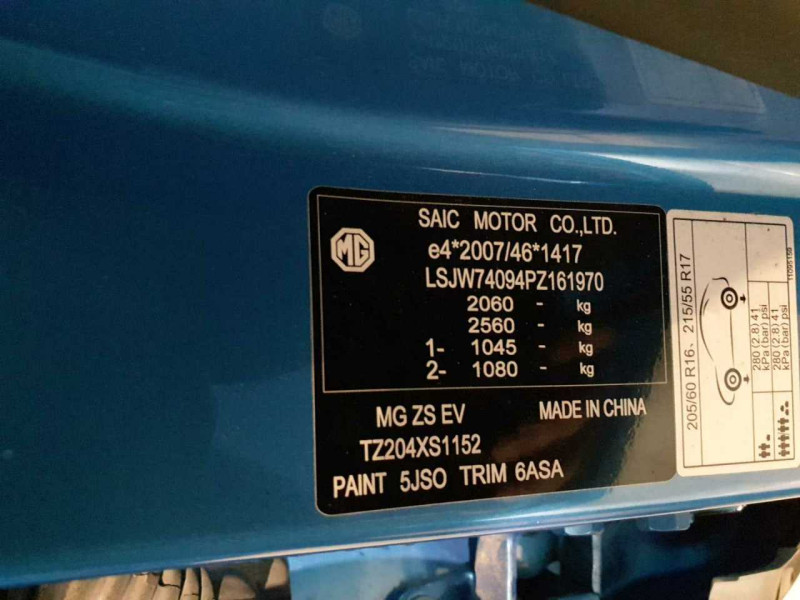 MG
SAIC MOTOR CO.,LTD.
e4*2007/46*1417
LSJW74094PZ161970
2060 - kg
2560 - kg
1- 1045 - kg
2- 1080 - kg
MG ZS EV MADE IN CHINA
TZ204XS1152
PAINT 5JSO TRIM 6ASA
205/60 R16、215/55 R17
280 (2.8) 41
kPa (bar) psi
280 (2.8) 41
kPa (bar) psi